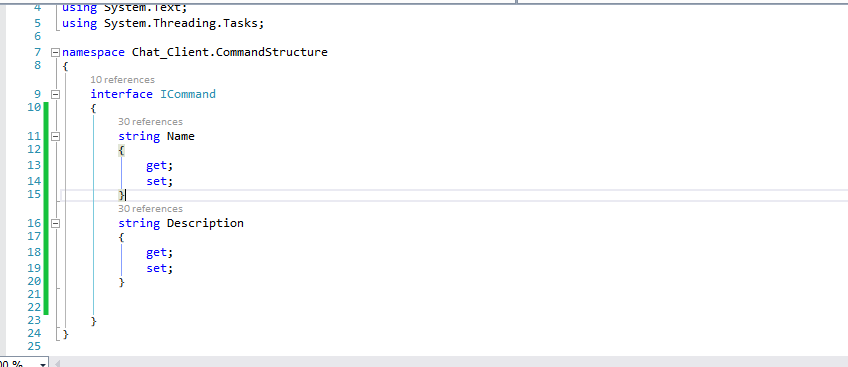 4 using System.Text;
5 using System.Threading.Tasks;
6
7 namespace Chat_Client.CommandStructure
8 {
10 references
9 interface ICommand
10 {
30 references
11 string Name
12 {
13 get;
14 set;
15 }
30 references
16 string Description
17 {
18 get;
19 set;
20 }
21
22
23 }
24 }
25
00 %